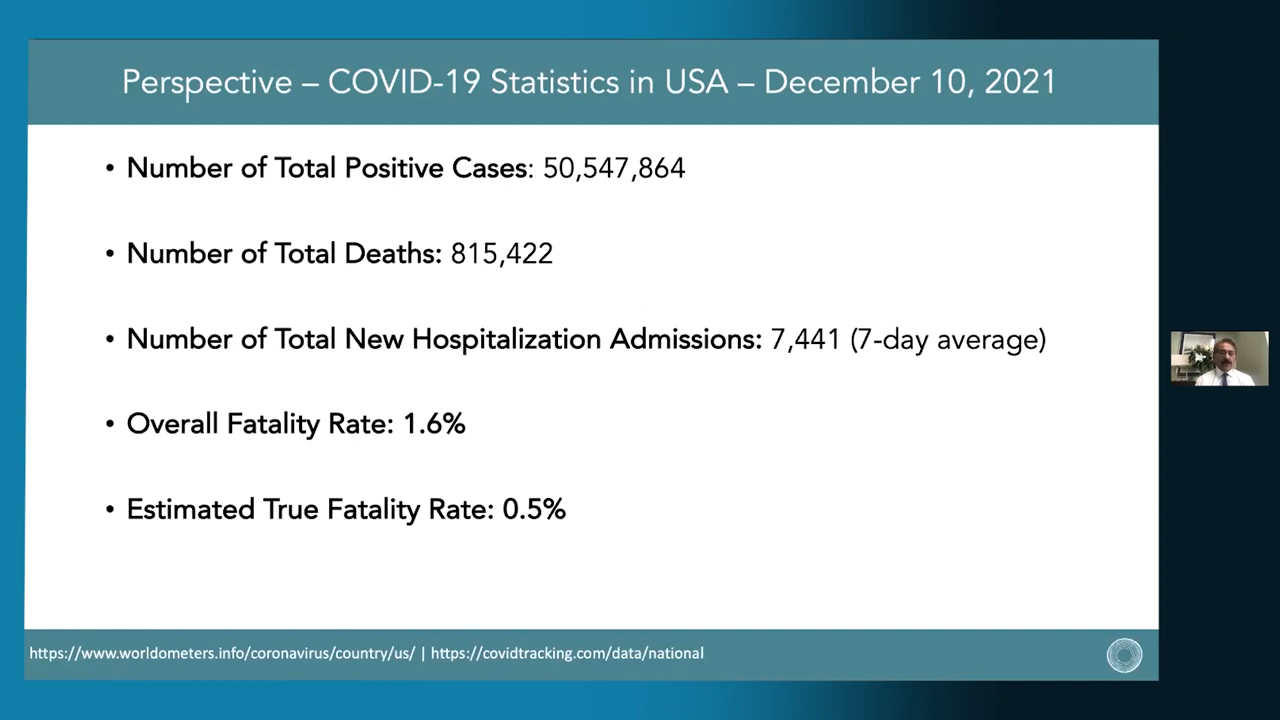 Perspective – COVID-19 Statistics in USA – December 10, 2021
• Number of Total Positive Cases: 50,547,864
• Number of Total Deaths: 815,422
• Number of Total New Hospitalization Admissions: 7,441 (7-day average)
• Overall Fatality Rate: 1.6%
• Estimated True Fatality Rate: 0.5%
https://www.worldometers.info/coronavirus/country/us/ | https://covidtracking.com/data/national